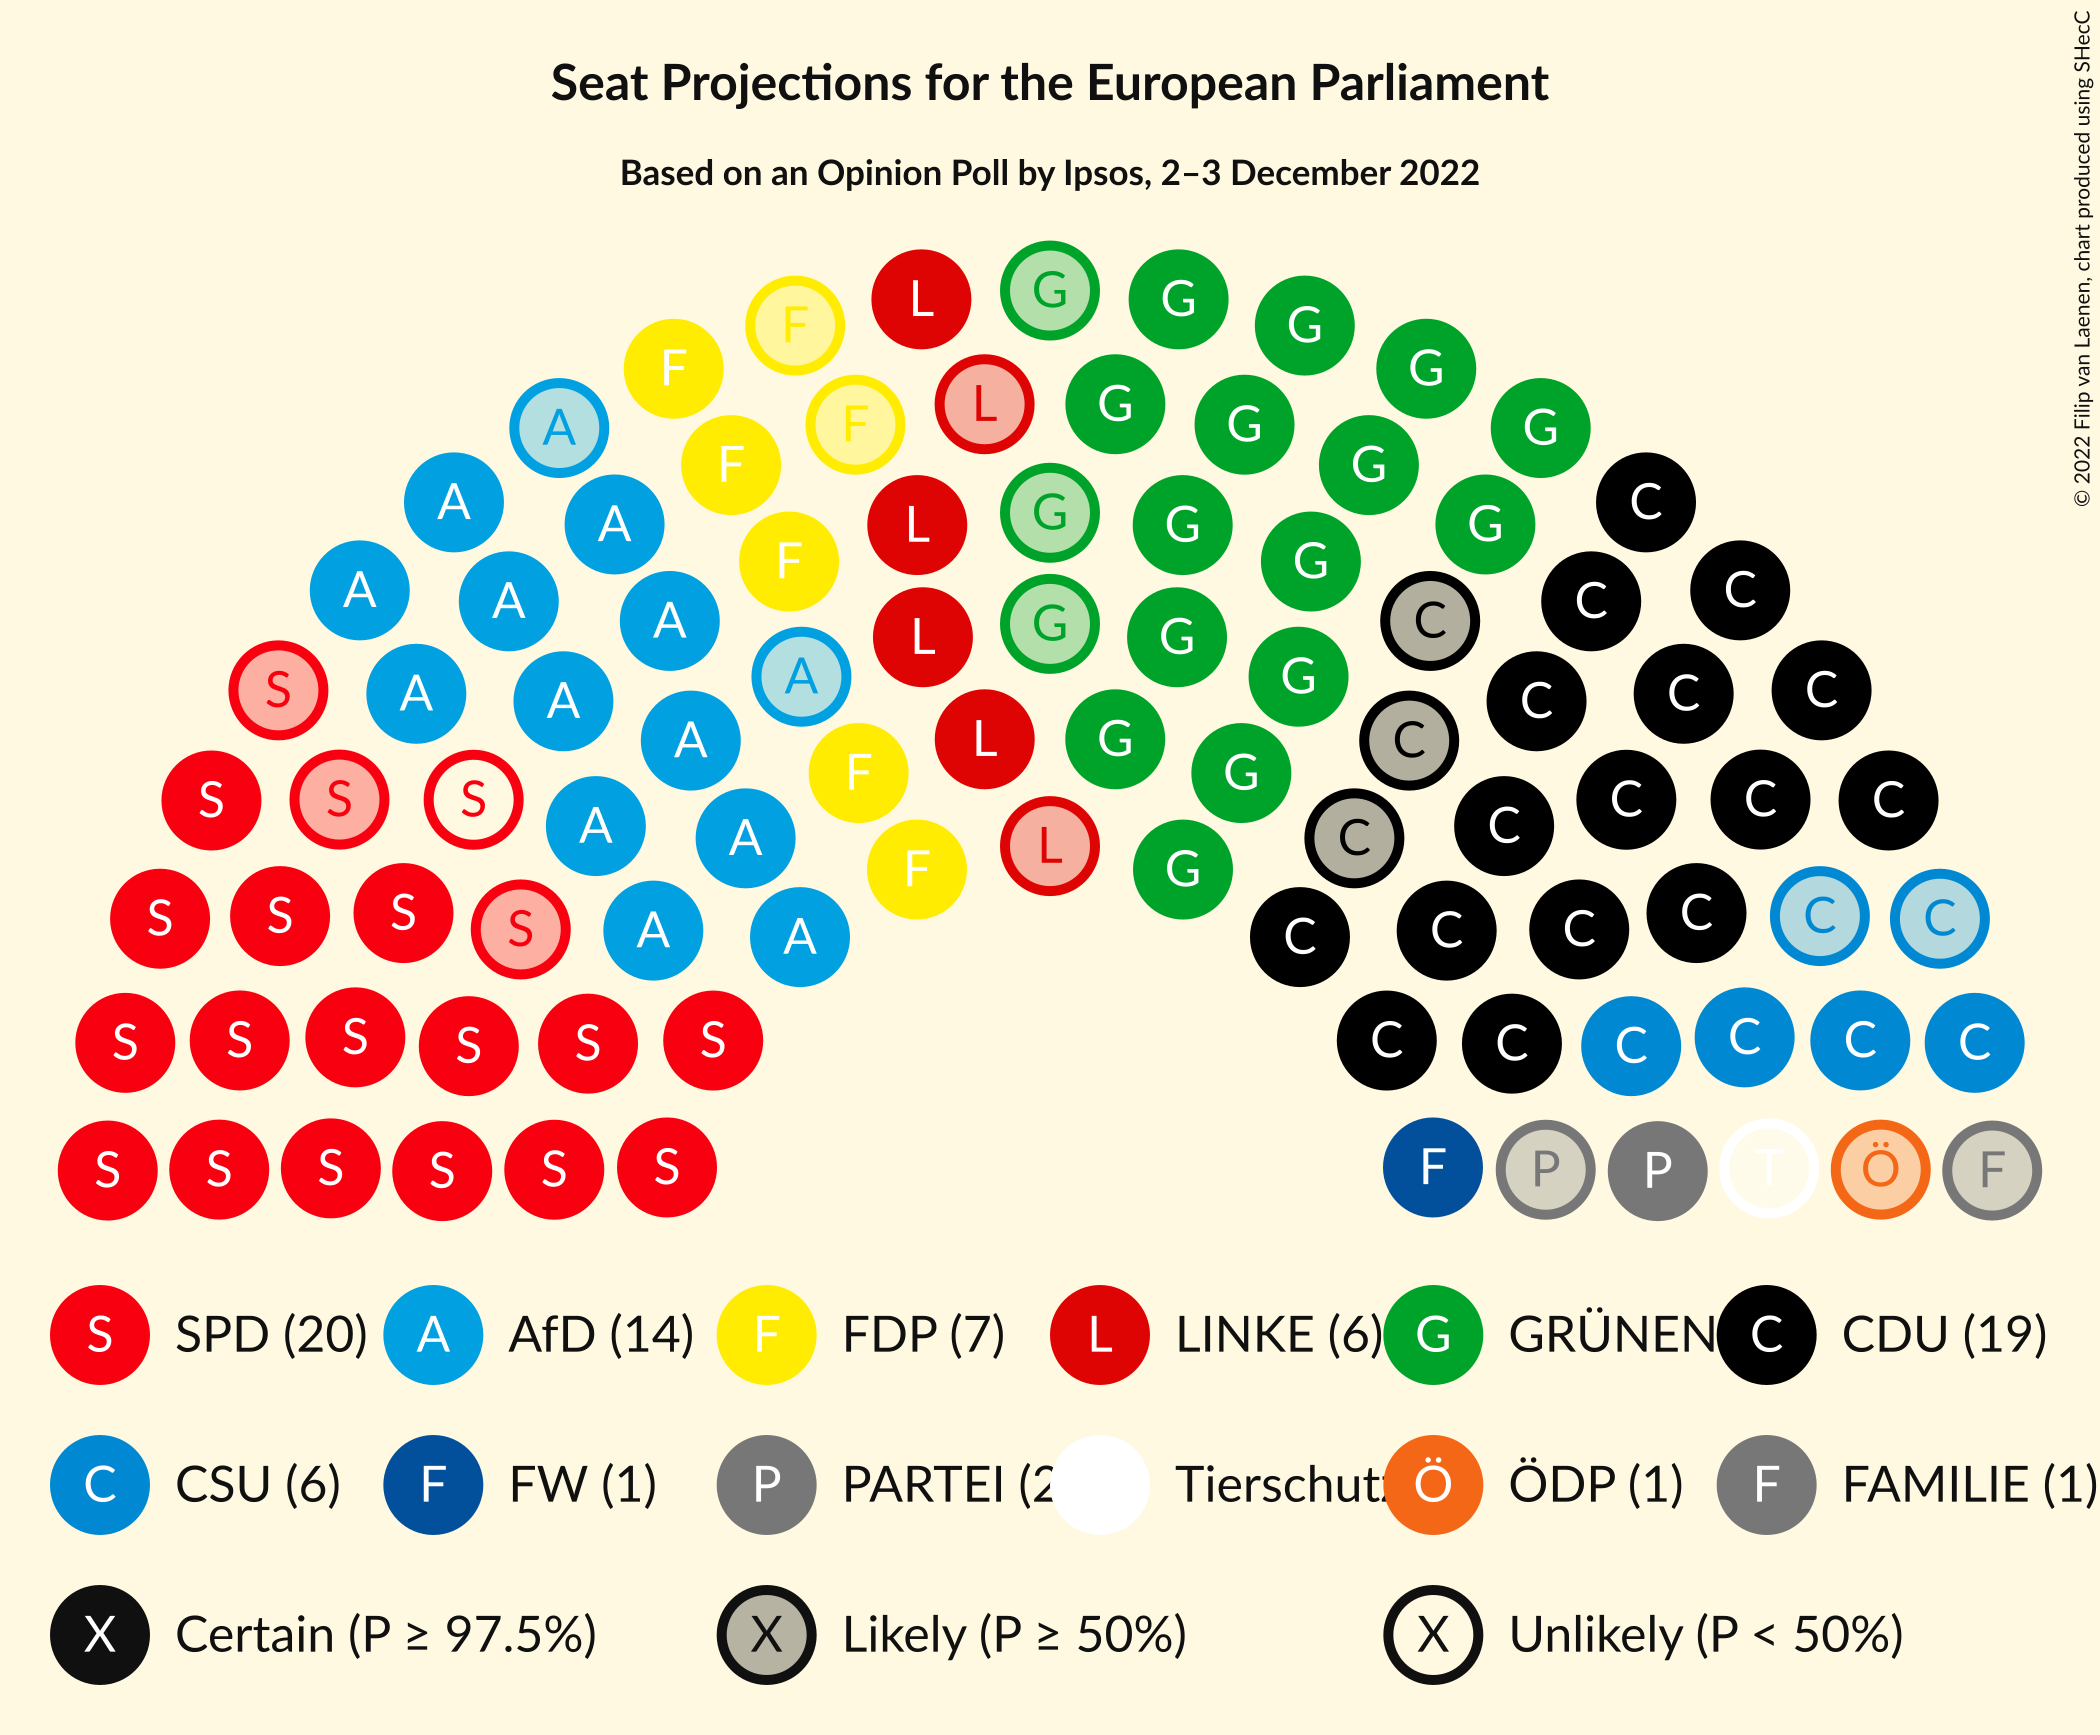 © 2022 Filip van Laenen, chart produced using SHecC
Seat Projections for the European Parliament
Based on an Opinion Poll by Ipsos, 2–3 December 2022
L G G
F G
F G
L G
A F G G
F G
A G C
A L G G
F G
A A C C
A L G G C
A G
S A A C C C
A L G C
F G
S S S C C C
A A L C C
F G
S S S S A A C C C C C C
S S S S S S C C C C C C
S S S S S S F P P T Ö F
S SPD (20) A AfD (14) F FDP (7) L LINKE (6) G GRÜNEN C CDU (19)
C CSU (6) F FW (1) P PARTEI (2 Tierschutz Ö ÖDP (1) F FAMILIE (1)
X Certain (P ≥ 97.5%) X Likely (P ≥ 50%) X Unlikely (P < 50%)